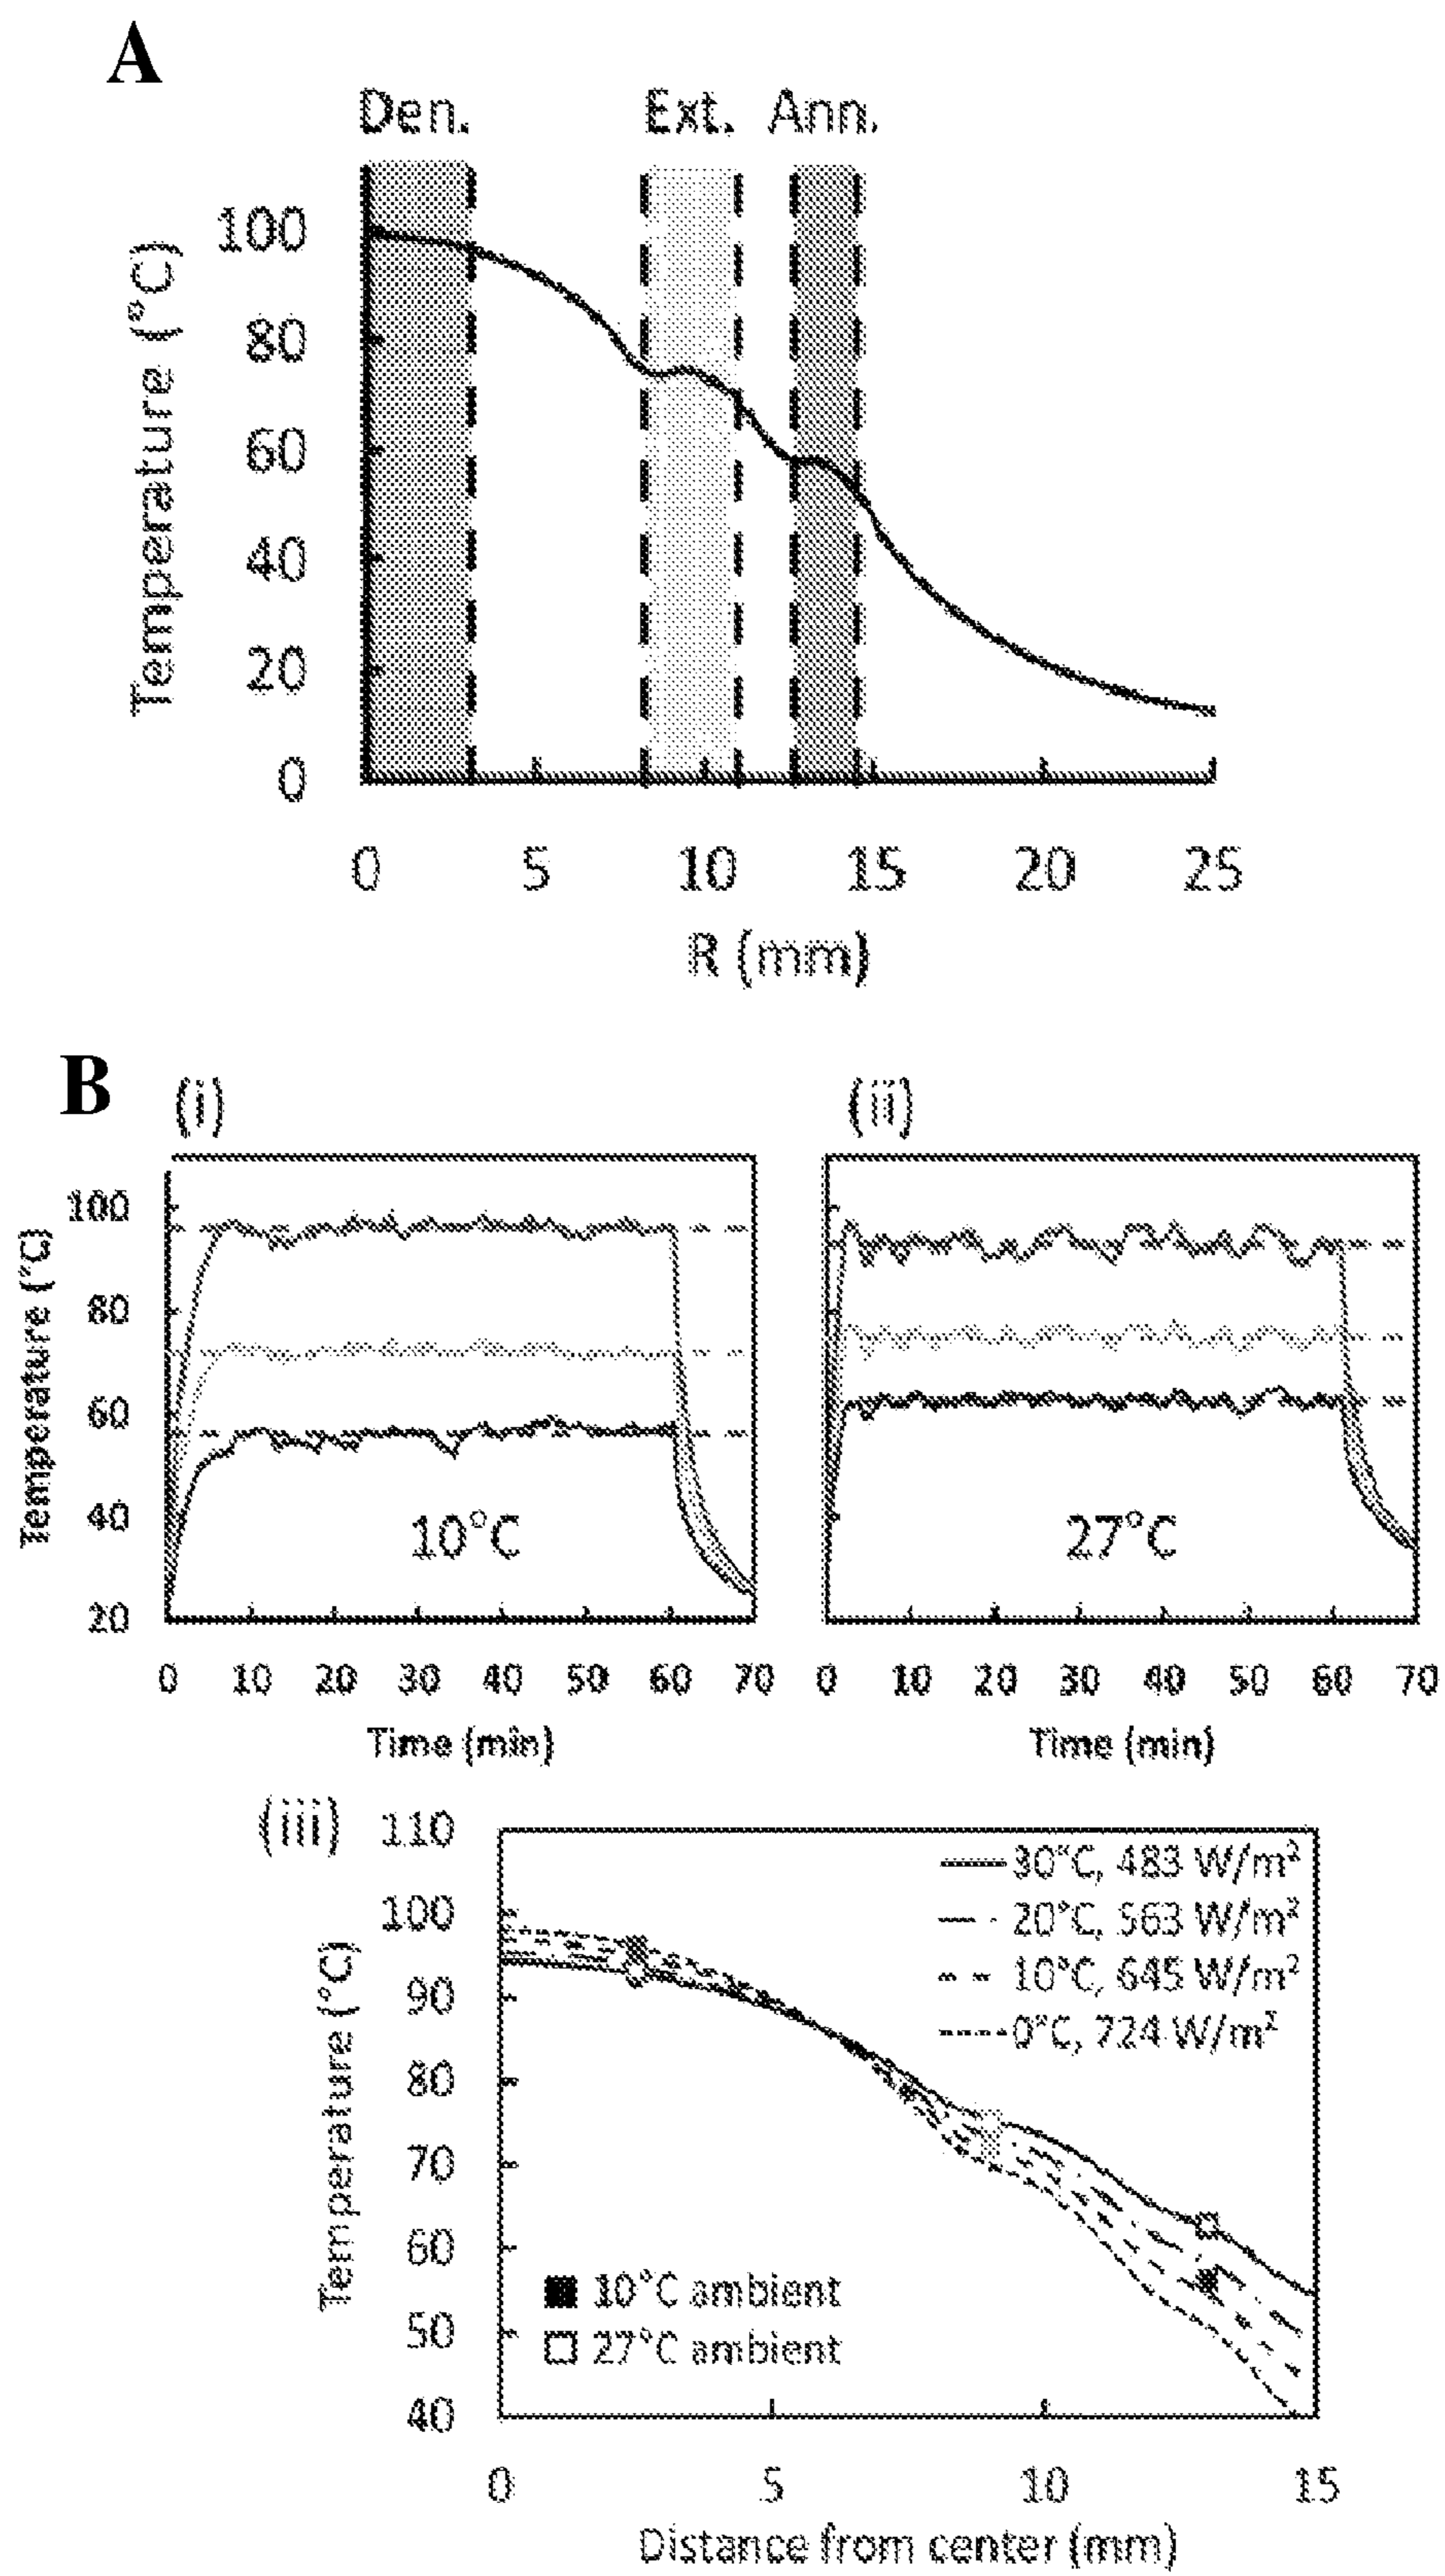 A
Den. Ext. Ann.
Temperature (°C)
100
80
60
40
20
0
0 5 10 15 20 25
R (mm)
B
(i) (ii)
Temperature (°C)
100
80
60
40
20
10°C 27°C
0 10 20 30 40 50 60 70 0 10 20 30 40 50 60 70
Time (min) Time (min)
(iii)
Temperature (°C)
110
100
90
80
70
60
50
40
30°C, 483 W/m²
20°C, 563 W/m²
10°C, 645 W/m²
0°C, 724 W/m²
10°C ambient
27°C ambient
0 5 10 15
Distance from center (mm)